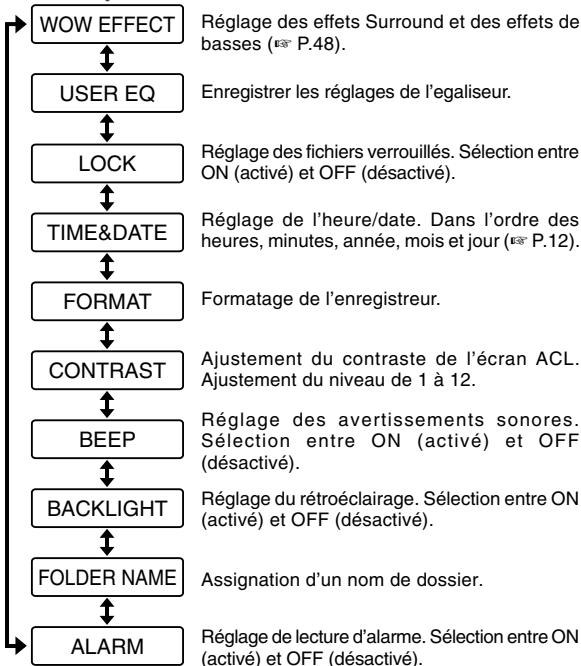 WOW EFFECT
Réglage des effets Surround et des effets de
basses (☞ P.48).
USER EQ
Enregistrer les réglages de l'egaliseur.
LOCK
Réglage des fichiers verrouillés. Sélection entre
ON (activé) et OFF (désactivé).
TIME&DATE
Réglage de l'heure/date. Dans l'ordre des
heures, minutes, année, mois et jour (☞ P.12).
FORMAT
Formatage de l'enregistreur.
CONTRAST
Ajustement du contraste de l'écran ACL.
Ajustement du niveau de 1 à 12.
BEEP
Réglage des avertissements sonores.
Sélection entre ON (activé) et OFF
(désactivé).
BACKLIGHT
Réglage du rétroéclairage. Sélection entre ON
(activé) et OFF (désactivé).
FOLDER NAME
Assignation d'un nom de dossier.
ALARM
Réglage de lecture d'alarme. Sélection entre ON
(activé) et OFF (désactivé).